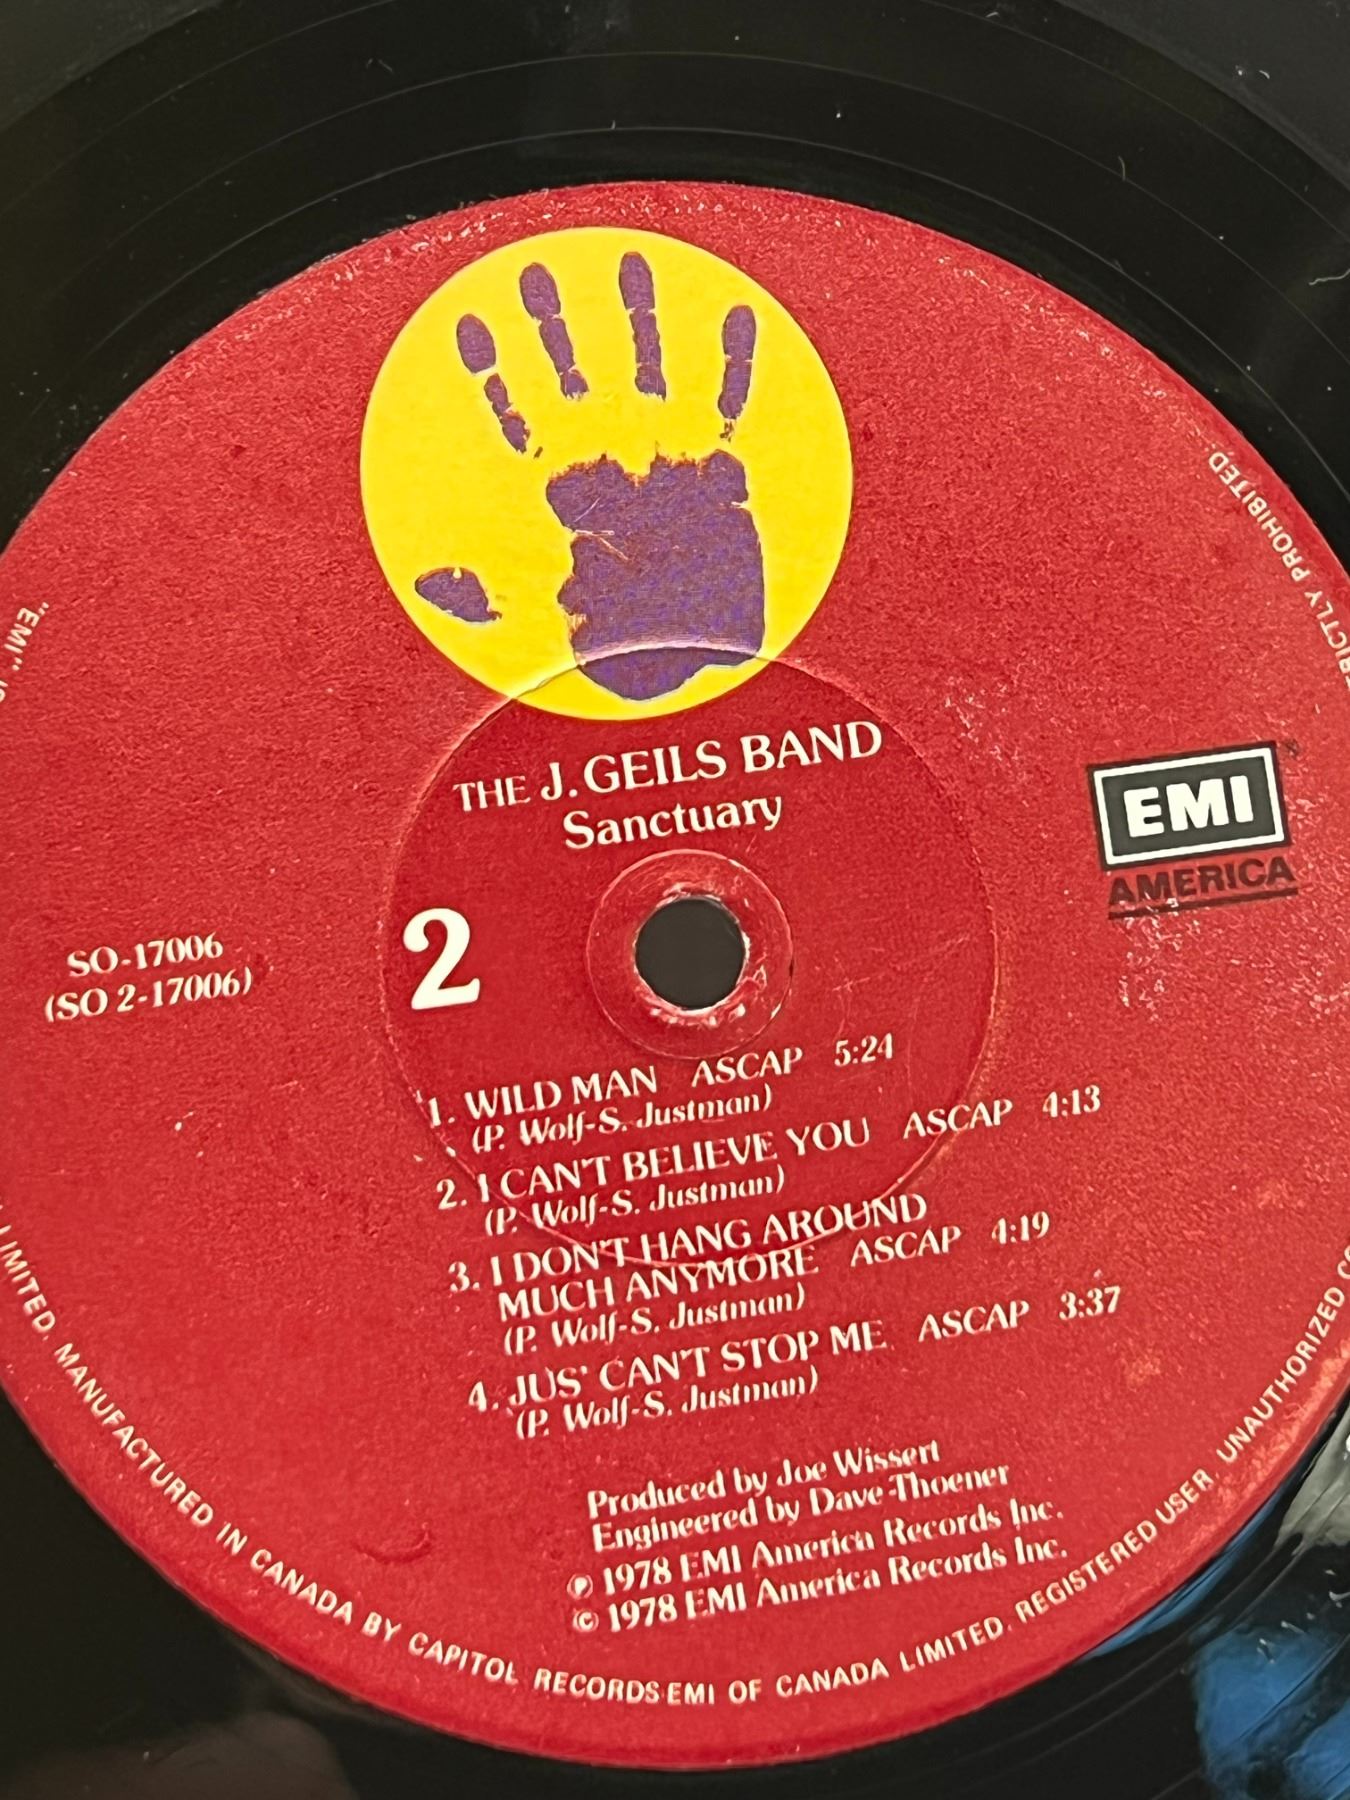 THE J. GEILS BAND
Sanctuary
EMI
AMERICA
SO-17006
(SO 2-17006)
2
1. WILD MAN ASCAP 5:24
(P. Wolf-S. Justman)
2. I CAN'T BELIEVE YOU ASCAP 4:13
(P. Wolf-S. Justman)
3. I DON'T HANG AROUND
MUCH ANYMORE ASCAP 4:19
(P. Wolf-S. Justman)
4. JUS' CAN'T STOP ME ASCAP 3:37
(P. Wolf-S. Justman)
Produced by Joe Wissert
Engineered by Dave Thoener
℗ 1978 EMI America Records Inc.
© 1978 EMI America Records Inc.
"EMI" LIMITED. MANUFACTURED IN CANADA BY CAPITOL RECORDS-EMI OF CANADA LIMITED. REGISTERED USER. UNAUTHORIZED PROHIBITED.